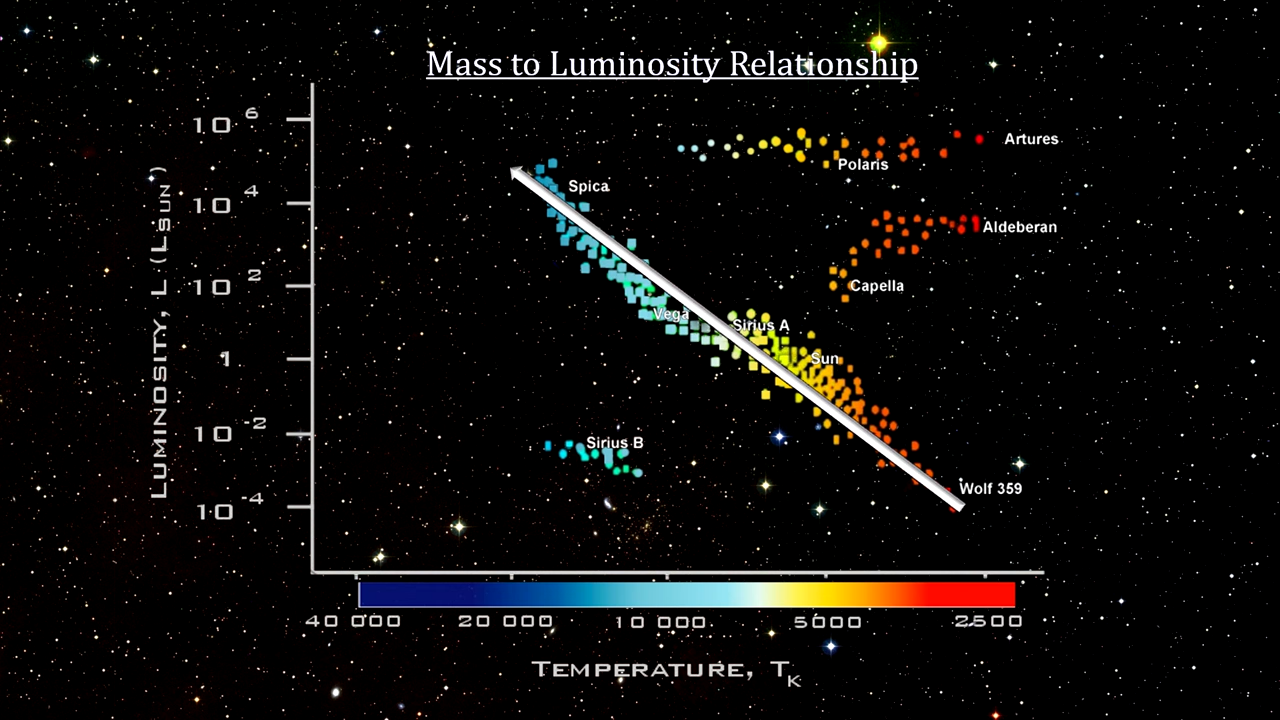 Mass to Luminosity Relationship
10 6
10 4
10 2
1
10 -2
10 -4
Luminosity, L (LSUN)
Artures
Polaris
Spica
Aldeberan
Capella
Vega
Sirius A
Sun
Sirius B
Wolf 359
40 000 20 000 10 000 5000 2500
Temperature, TK